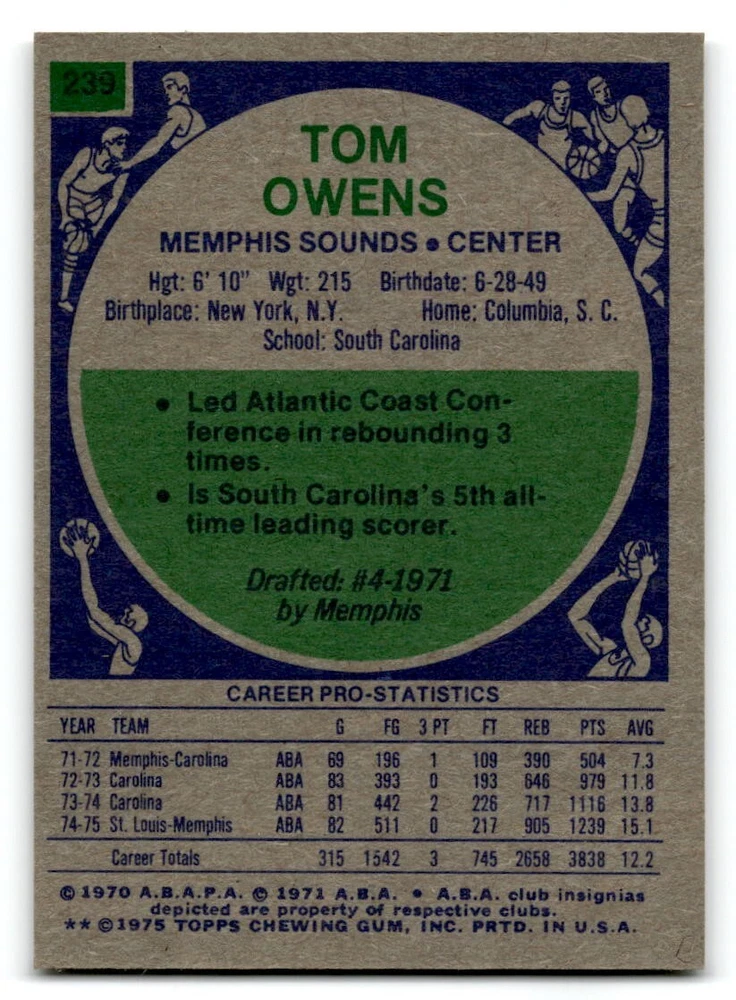 239
TOM
OWENS
MEMPHIS SOUNDS • CENTER
Hgt: 6' 10" Wgt: 215 Birthdate: 6-28-49
Birthplace: New York, N.Y. Home: Columbia, S. C.
School: South Carolina
• Led Atlantic Coast Con-
ference in rebounding 3
times.
• Is South Carolina's 5th all-
time leading scorer.
Drafted: #4-1971
by Memphis
CAREER PRO-STATISTICS
YEAR TEAM G FG 3 PT FT REB PTS AVG
71-72 Memphis-Carolina ABA 69 196 1 109 390 504 7.3
72-73 Carolina ABA 83 393 0 193 646 979 11.8
73-74 Carolina ABA 81 442 2 226 717 1116 13.8
74-75 St. Louis-Memphis ABA 82 511 0 217 905 1239 15.1
Career Totals 315 1542 3 745 2658 3838 12.2
© 1970 A.B.A.P.A. © 1971 A.B.A. • A.B.A. club insignias
depicted are property of respective clubs.
** ©1975 TOPPS CHEWING GUM, INC. PRTD. IN U.S.A.